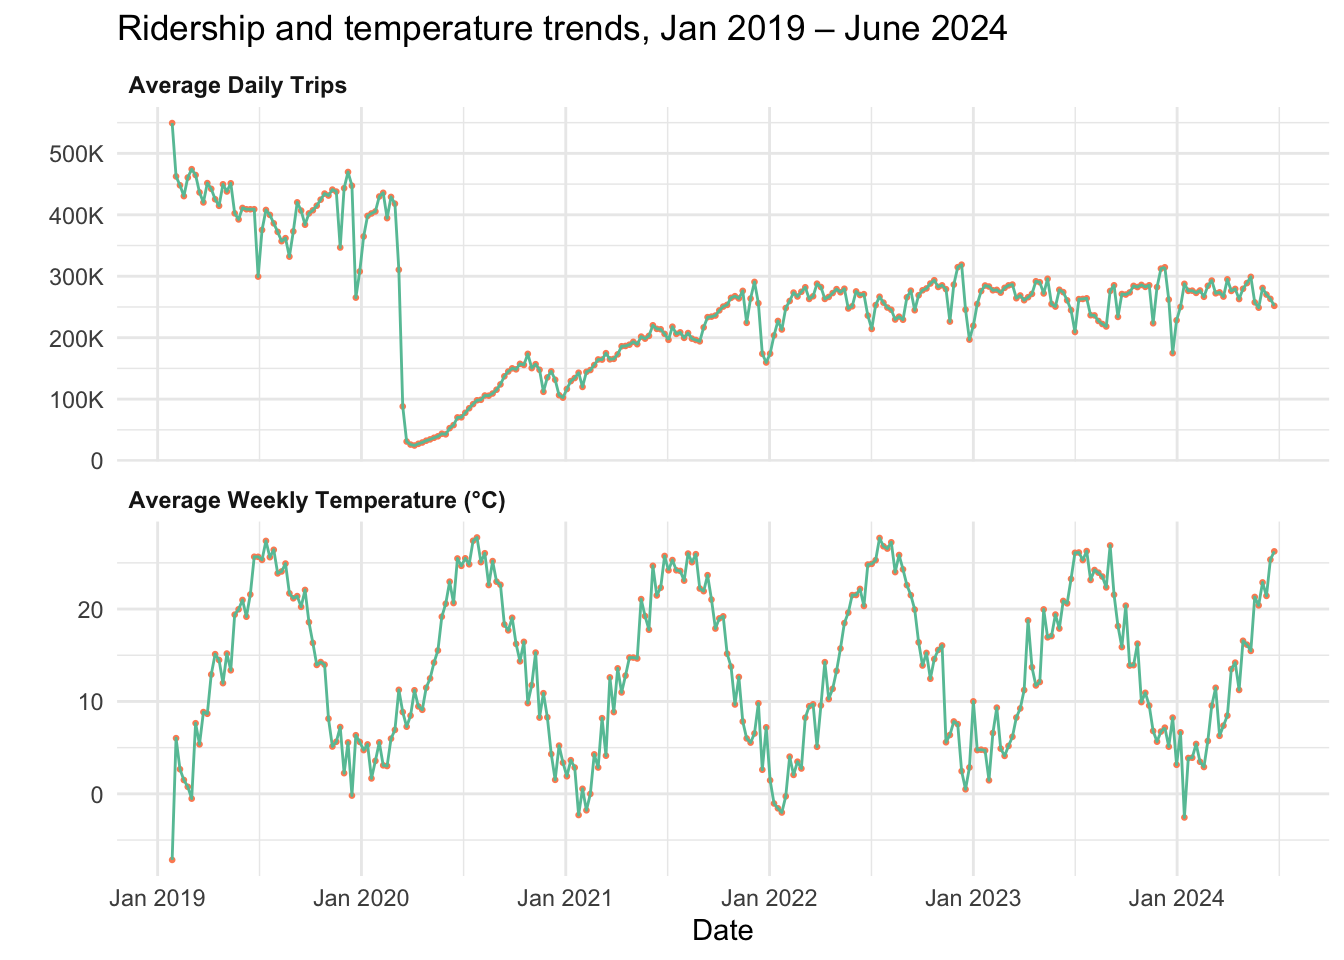 Ridership and temperature trends, Jan 2019 – June 2024
Average Daily Trips
500K
400K
300K
200K
100K
0
Average Weekly Temperature (°C)
20
10
0
Jan 2019 Jan 2020 Jan 2021 Jan 2022 Jan 2023 Jan 2024
Date